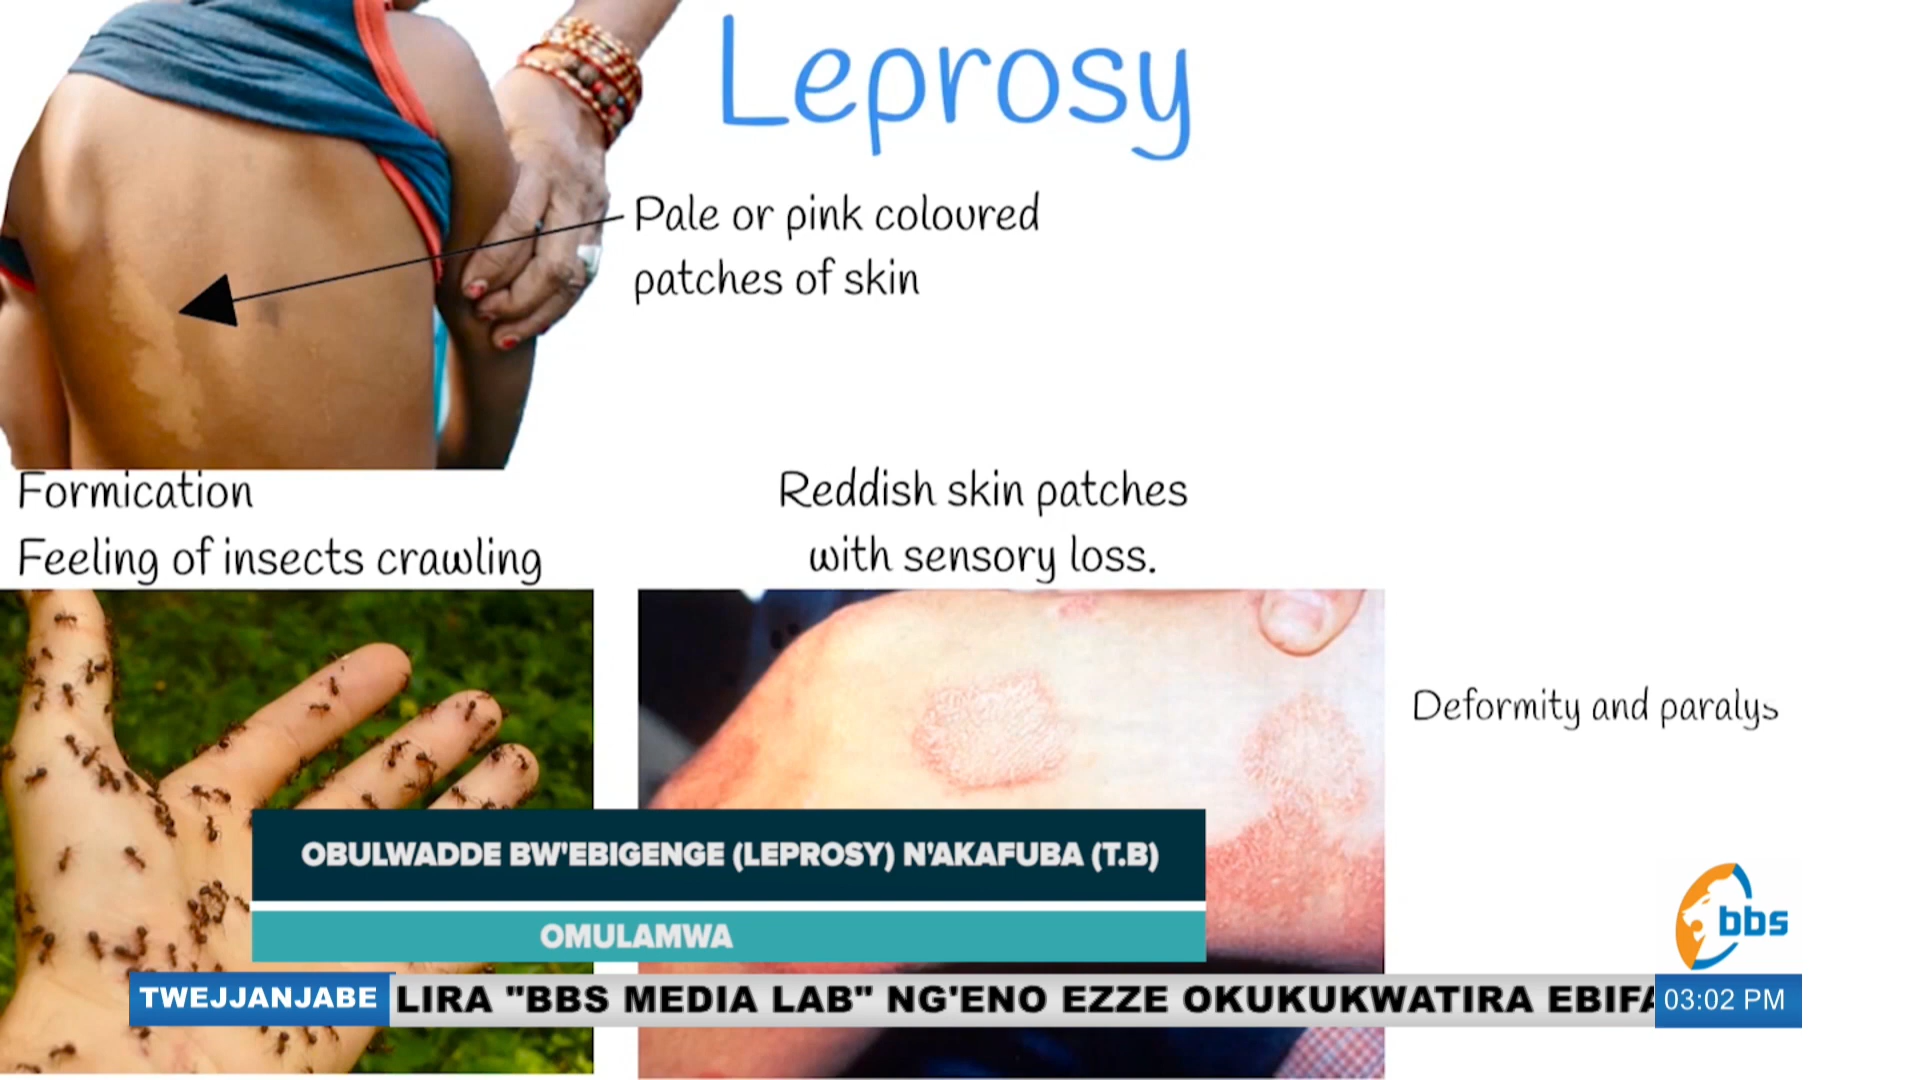 Leprosy
Pale or pink coloured
patches of skin
Formication
Feeling of insects crawling
Reddish skin patches
with sensory loss.
Deformity and paralys
OBULWADDE BW'EBIGENGE (LEPROSY) N'AKAFUBA (T.B)
OMULAMWA
bbs
TWEJJANJABE LIRA "BBS MEDIA LAB" NG'ENO EZZE OKUKUKWATIRA EBIFA 03:02 PM